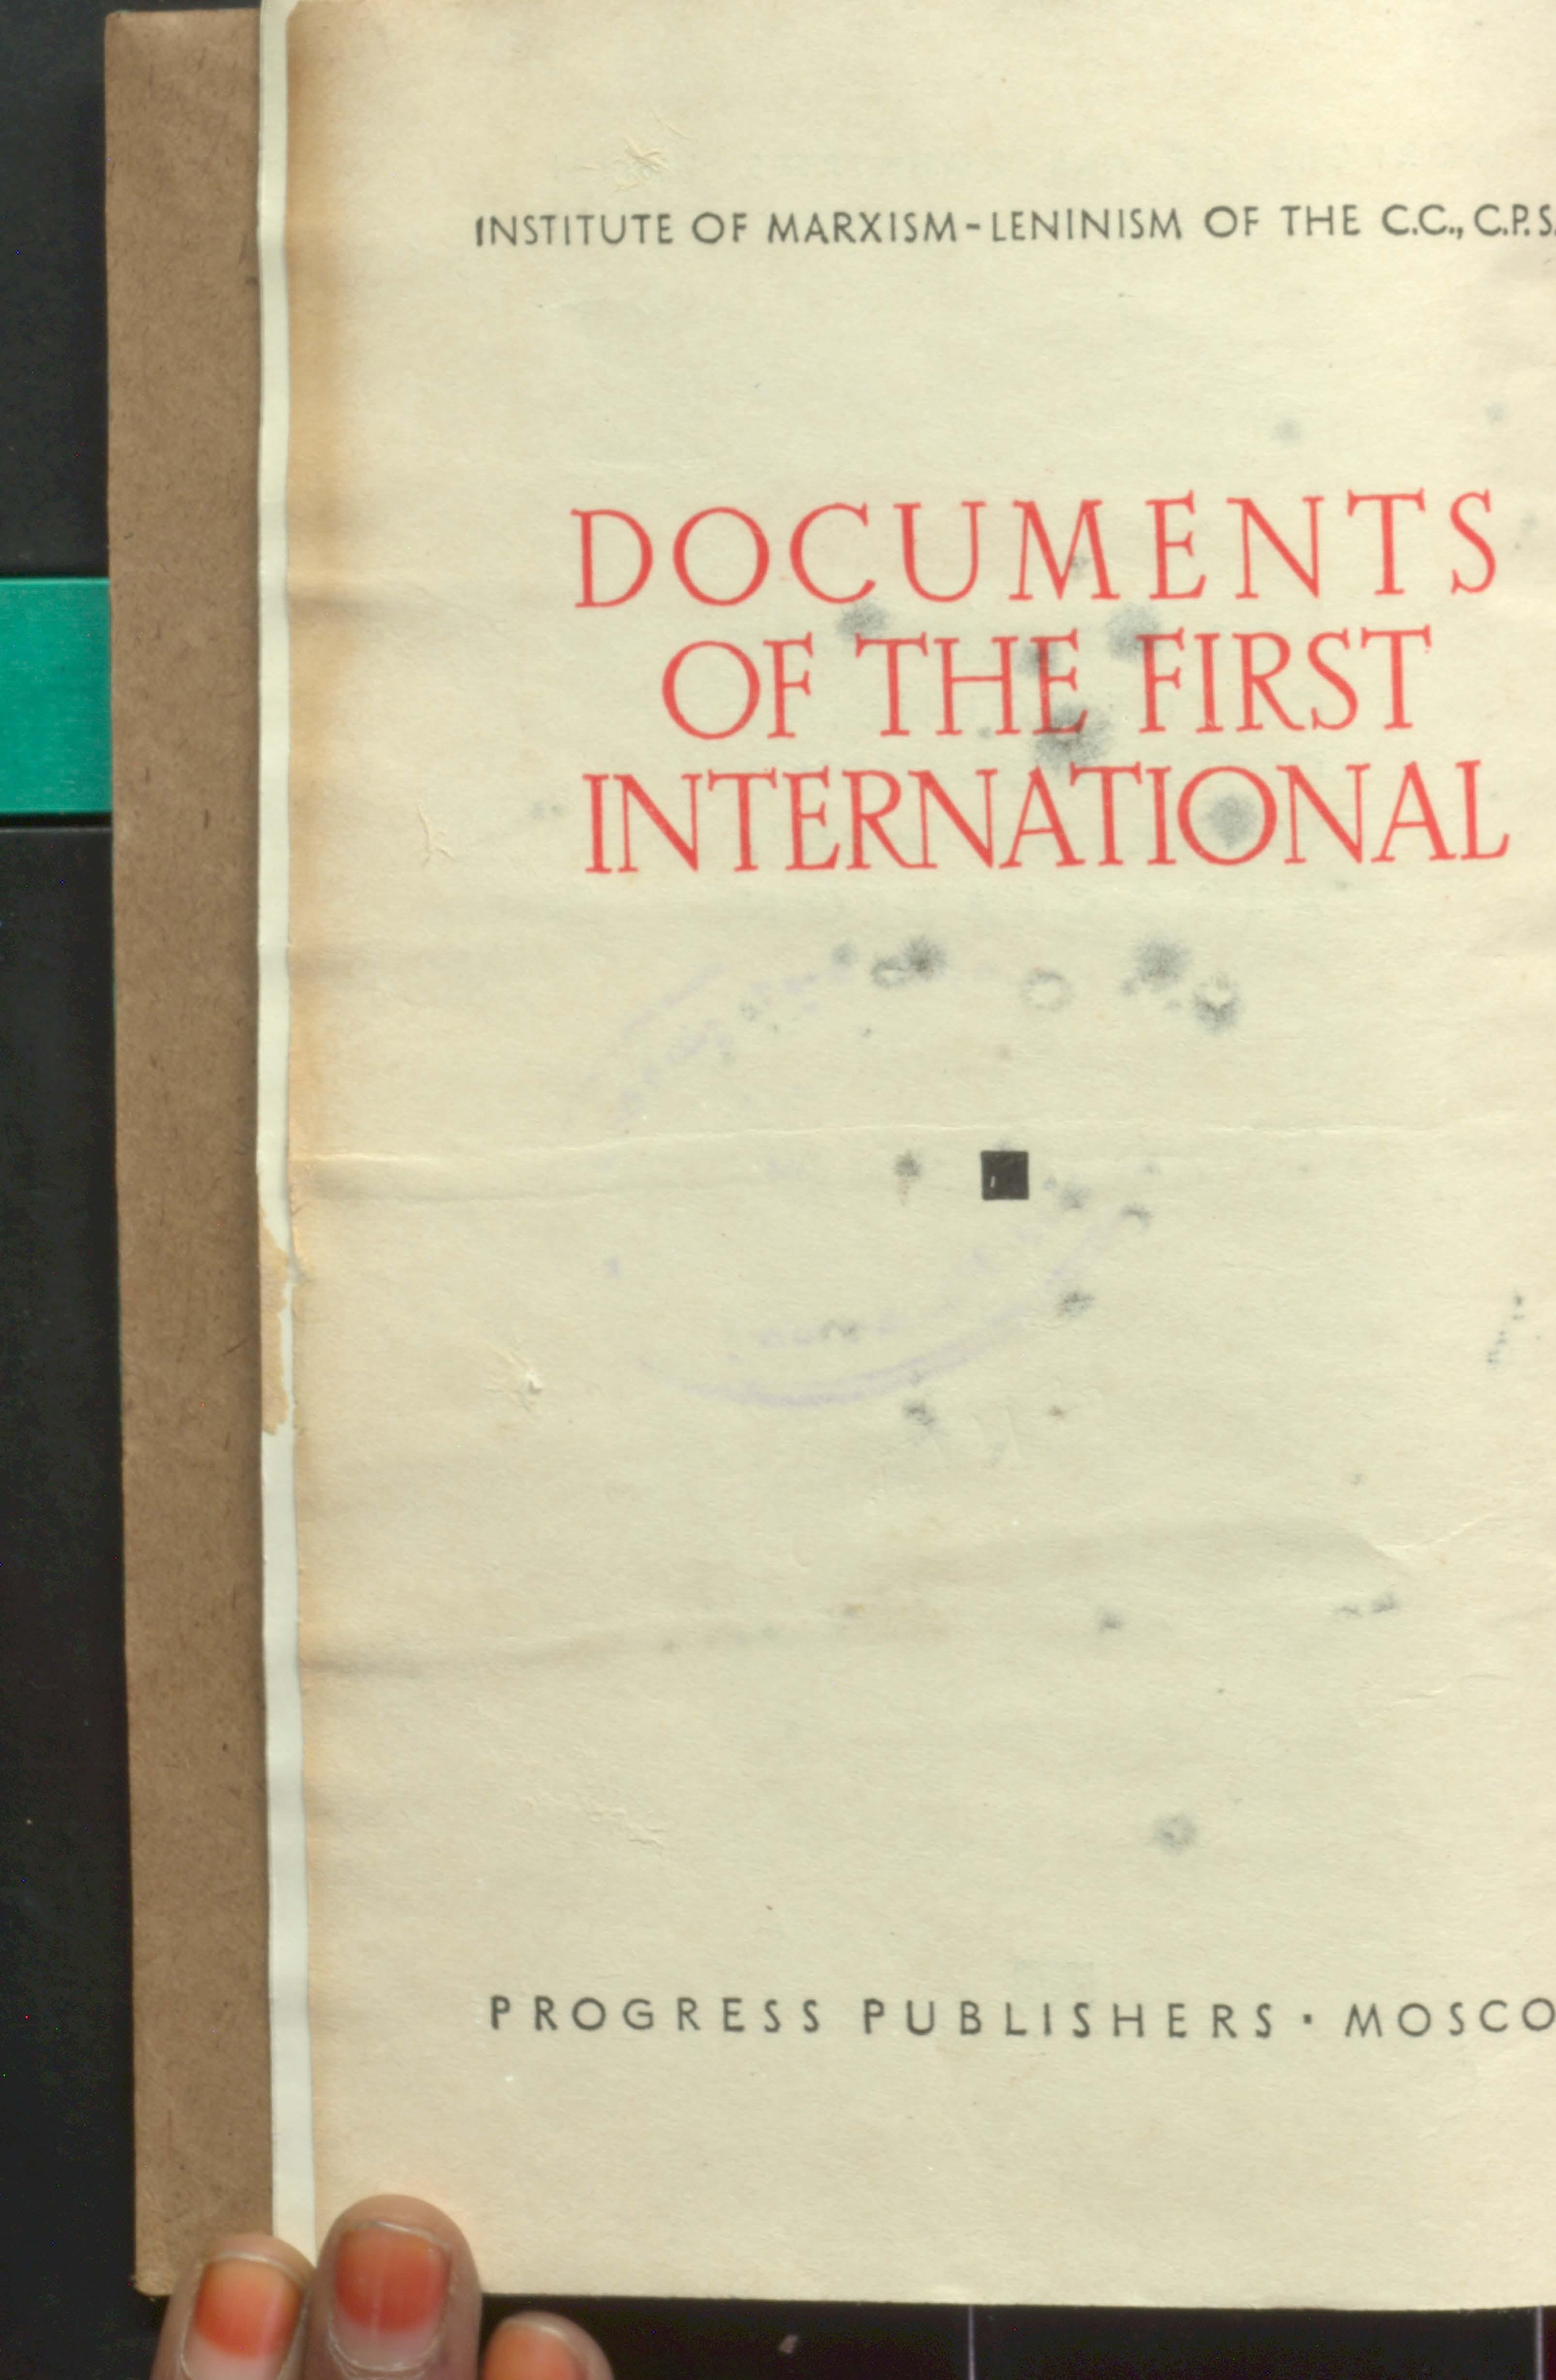 INSTITUTE OF MARXISM-LENINISM OF THE C.C., C.P.S.
DOCUMENTS
OF THE FIRST
INTERNATIONAL
PROGRESS PUBLISHERS · MOSCO